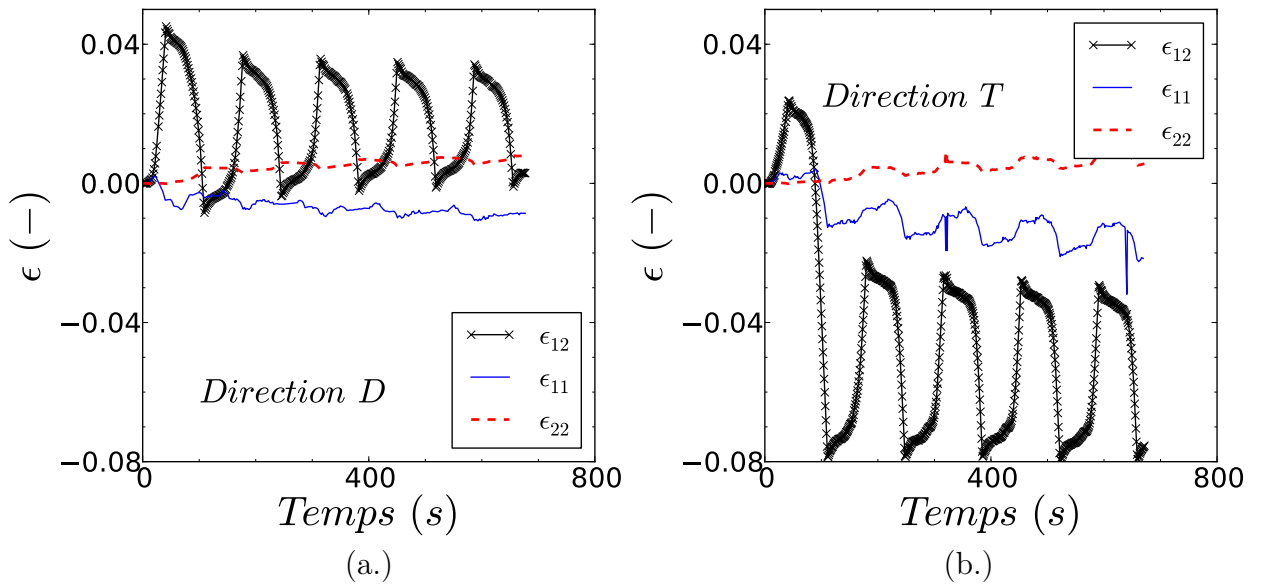 0.04
0.00
−0.04
−0.08
ϵ (−)
0
400
800
Temps (s)
Direction D
ϵ12
ϵ11
ϵ22
(a.)
0.04
0.00
−0.04
−0.08
ϵ (−)
0
400
800
Temps (s)
Direction T
ϵ12
ϵ11
ϵ22
(b.)